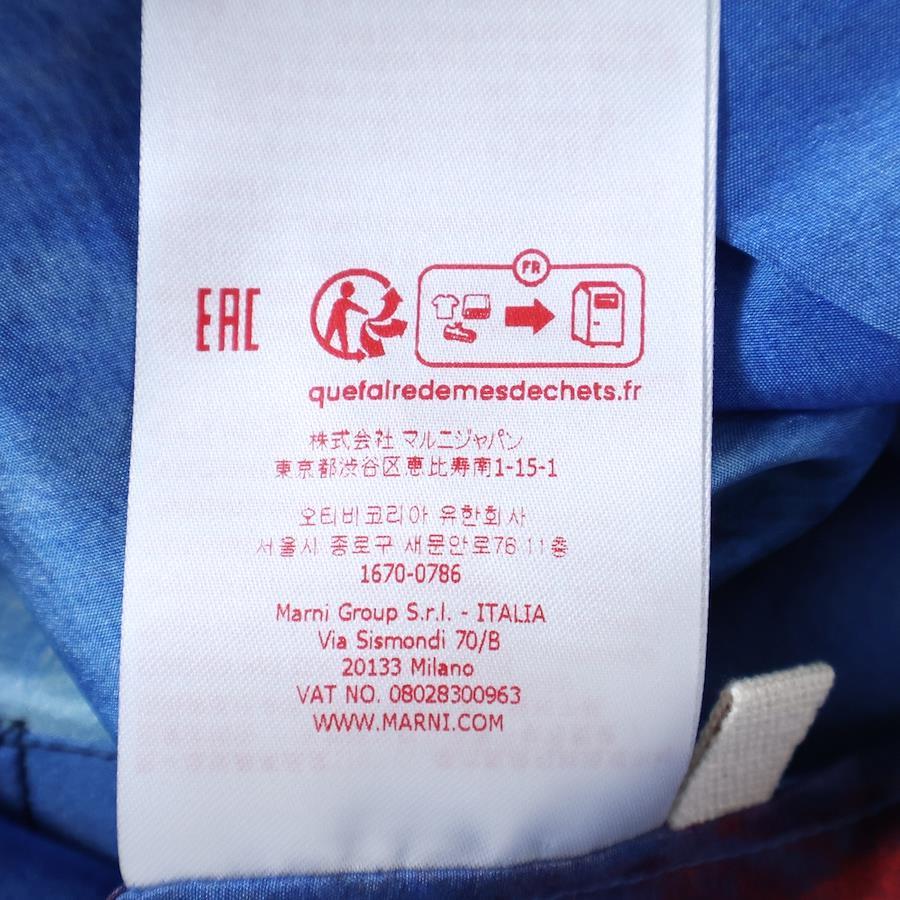 EAC
FR
quefairedemesdechets.fr
株式会社 マルニジャパン
東京都渋谷区恵比寿南1-15-1
오티비코리아 유한회사
서울시 종로구 새문안로76 11층
1670-0786
Marni Group S.r.l. - ITALIA
Via Sismondi 70/B
20133 Milano
VAT NO. 08028300963
WWW.MARNI.COM